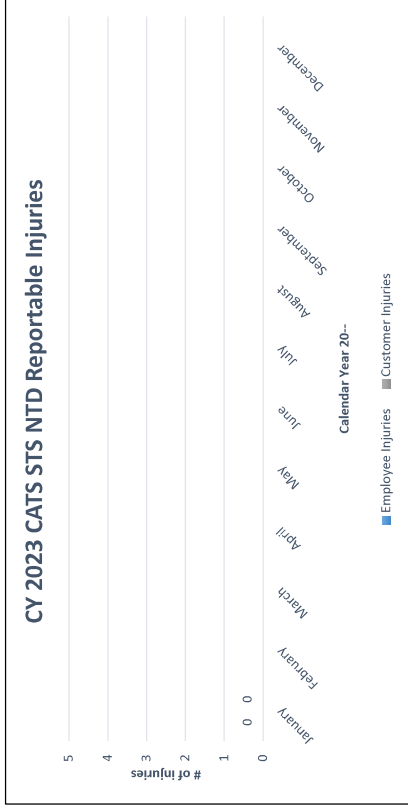 CY 2023 CATS STS NTD Reportable Injuries
# of injuries
5
4
3
2
1
0
0 0
January February March April May June July August September October November December
Calendar Year 20--
Employee Injuries Customer Injuries